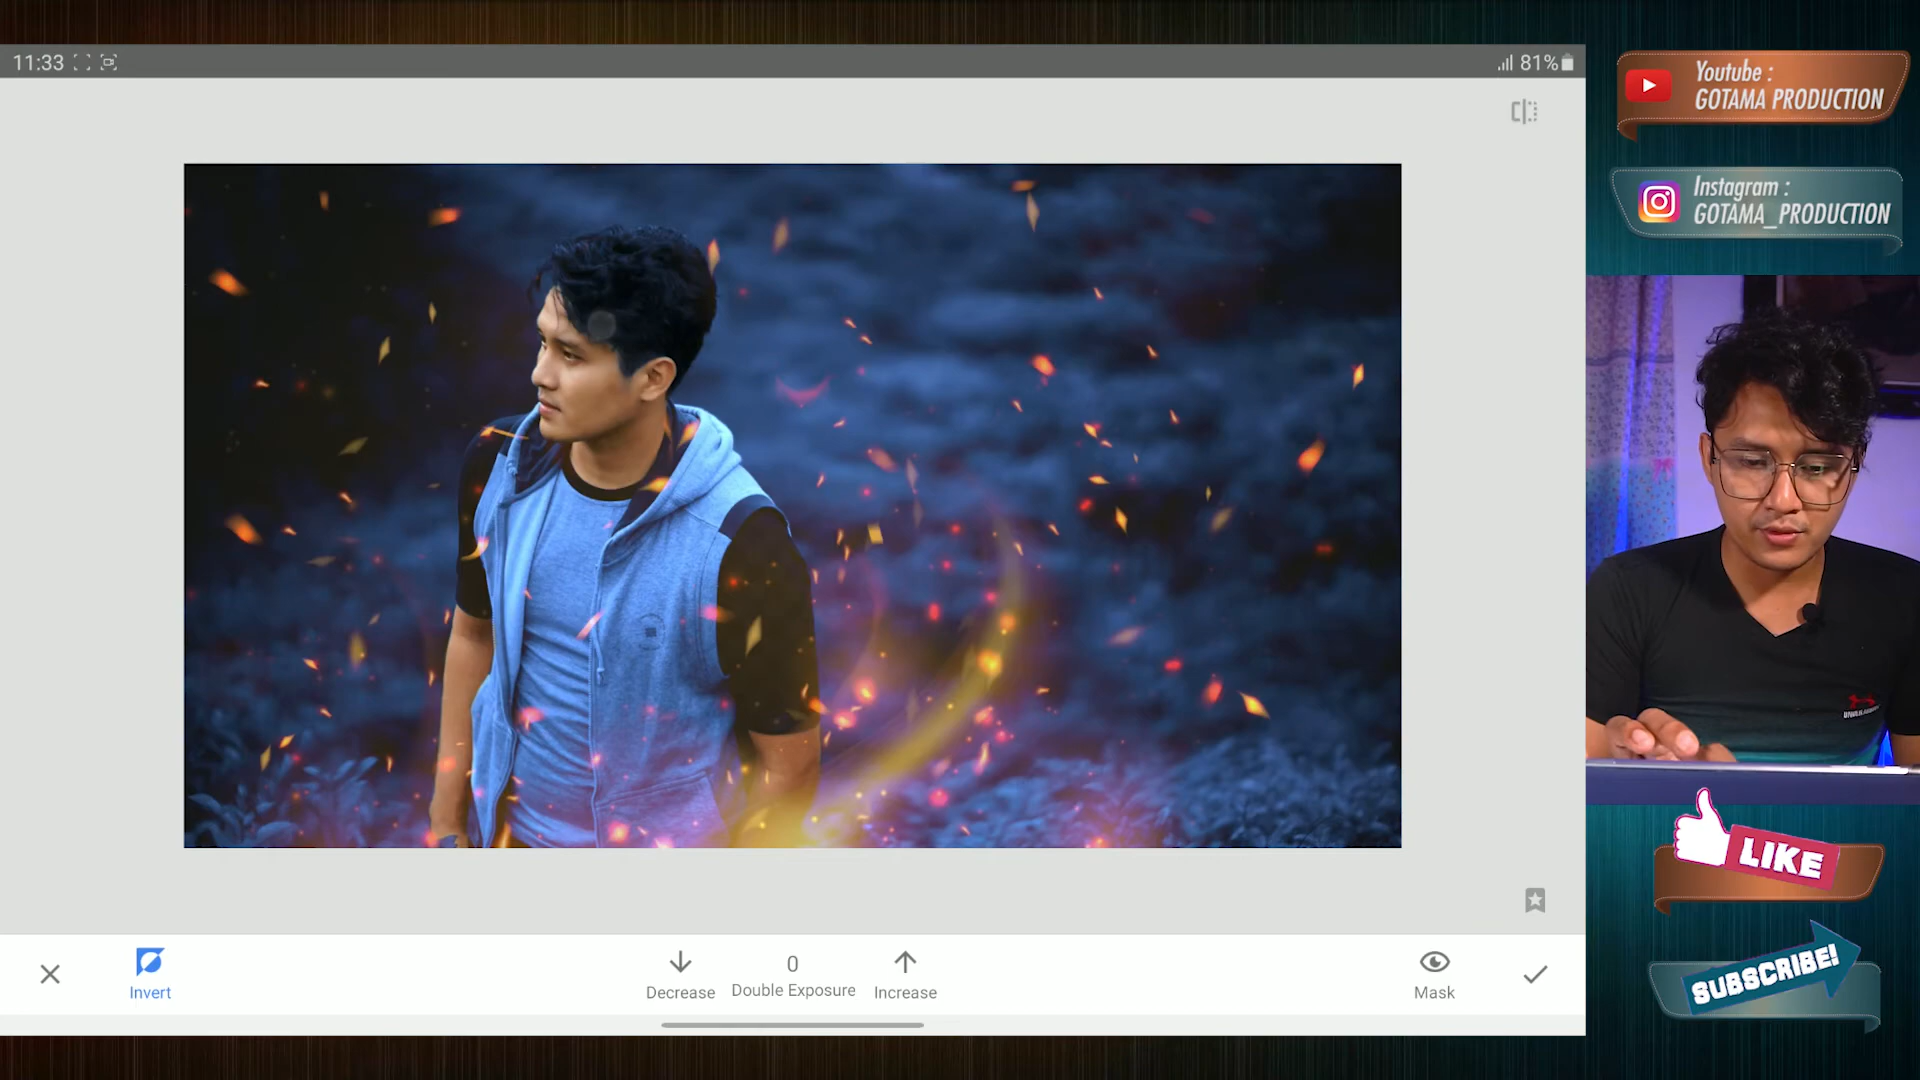 11:33
81%
Youtube :
GOTAMA PRODUCTION
Instagram :
GOTAMA_PRODUCTION
LIKE
SUBSCRIBE!
Invert
Decrease
0
Double Exposure
Increase
Mask